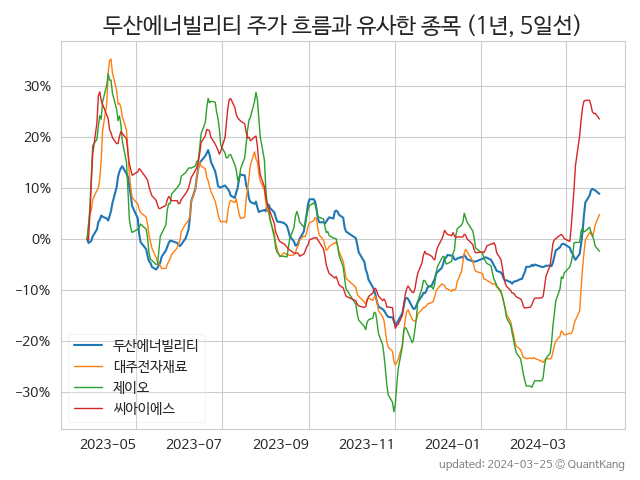 두산에너빌리티 주가 흐름과 유사한 종목 (1년, 5일선)
30%
20%
10%
0%
−10%
−20%
−30%
두산에너빌리티
대주전자재료
제이오
씨아이에스
2023-05 2023-07 2023-09 2023-11 2024-01 2024-03
updated: 2024-03-25 ⓒ QuantKang